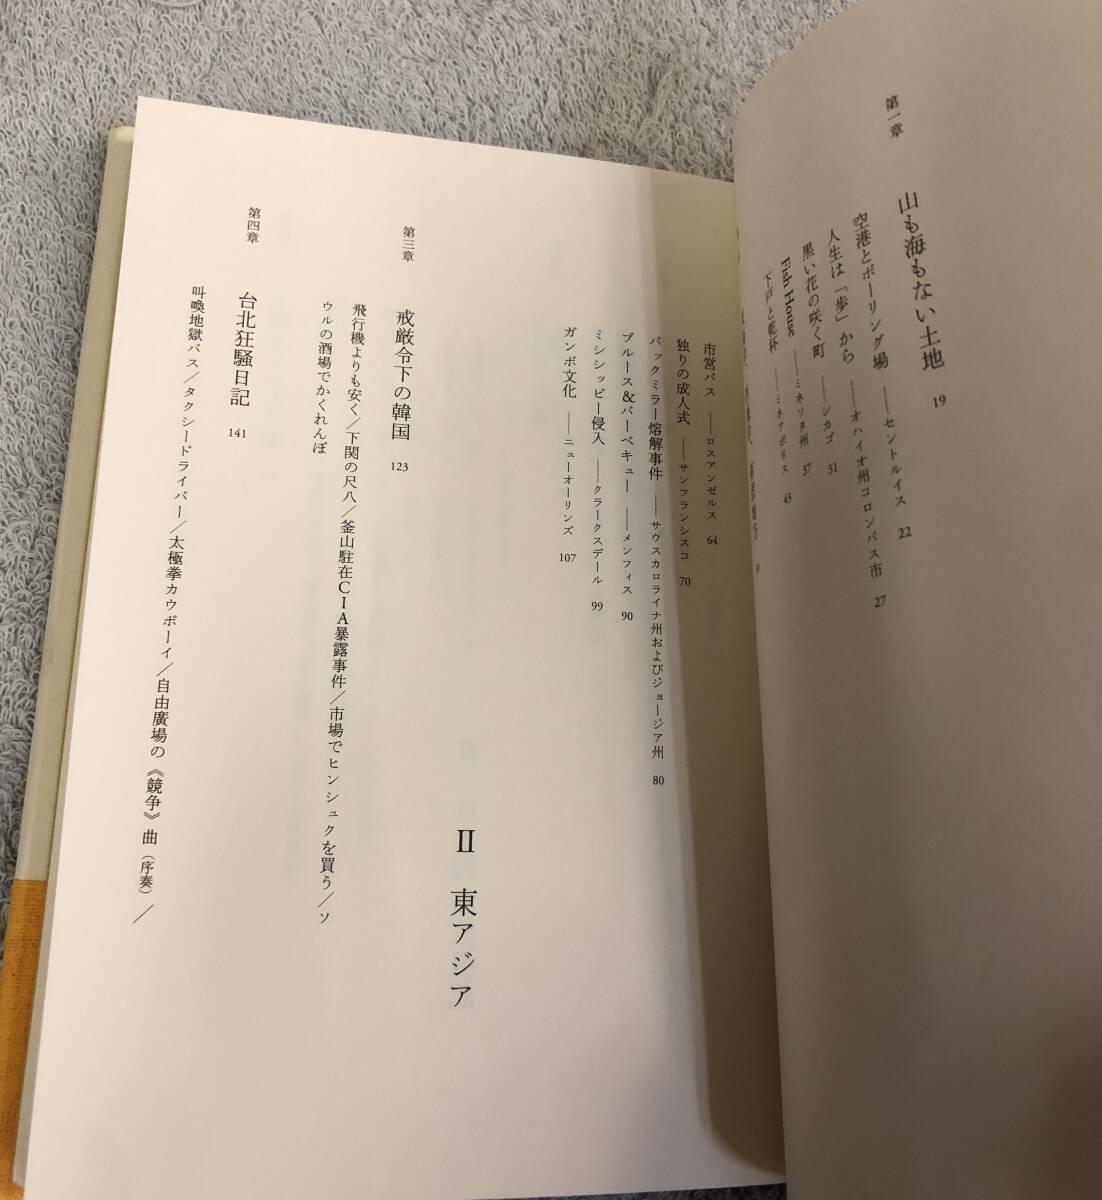 第一章 山も海もない土地 19
空港とボーリング場 ——セントルイス 22
人生は「歩」から ——オハイオ州コロンバス市 27
黒い花の咲く町 ——シカゴ 31
Fish House ——ミネソタ州 37
下戸と乾杯 ——ミネアポリス 43
市営バス ——ロスアンゼルス 64
独りの成人式 ——サンフランシスコ 70
バックミラー熔解事件 ——サウスカロライナ州およびジョージア州 80
ブルース&バーベキュー ——メンフィス 90
ミシシッピー侵入 ——クラークスデール 99
ガンボ文化 ——ニューオーリンズ 107
II 東アジア
第三章 戒厳令下の韓国 123
飛行機よりも安く／下関の尺八／釜山駐在CIA暴露事件／市場でヒンシュクを買う／ソ
ウルの酒場でかくれんぼ
第四章 台北狂騒日記 141
叫喚地獄バス／タクシードライバー／太極拳カウボーイ／自由廣場の《競争》曲（序奏）／